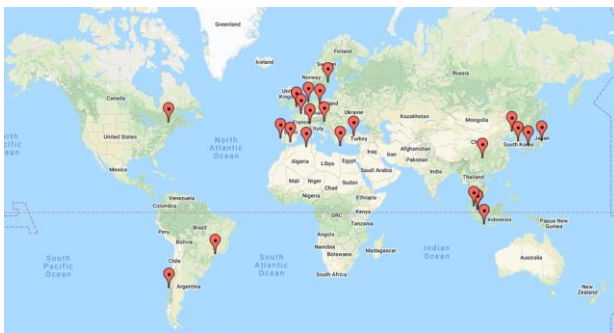 Greenland
Iceland
Finland
Norway
Russia
Canada
United
Kingdom
Ukraine
Kazakhstan
Mongolia
France
Italy
Turkey
United States
North
Atlantic
Ocean
South Korea
Japan
Iraq
Iran
Afghanistan
Pakistan
Algeria
Libya
Egypt
Saudi Arabia
Mexico
India
Mali
Niger
Chad
Sudan
Thailand
Nigeria
Ethiopia
Venezuela
Colombia
DRC
Kenya
Indonesia
Papua New
Guinea
Tanzania
Brazil
Peru
Angola
Bolivia
Namibia
Madagascar
Botswana
Indian
Ocean
Chile
South
Pacific
Ocean
South
Atlantic
Ocean
Australia
South Africa
Argentina
New
Zealand